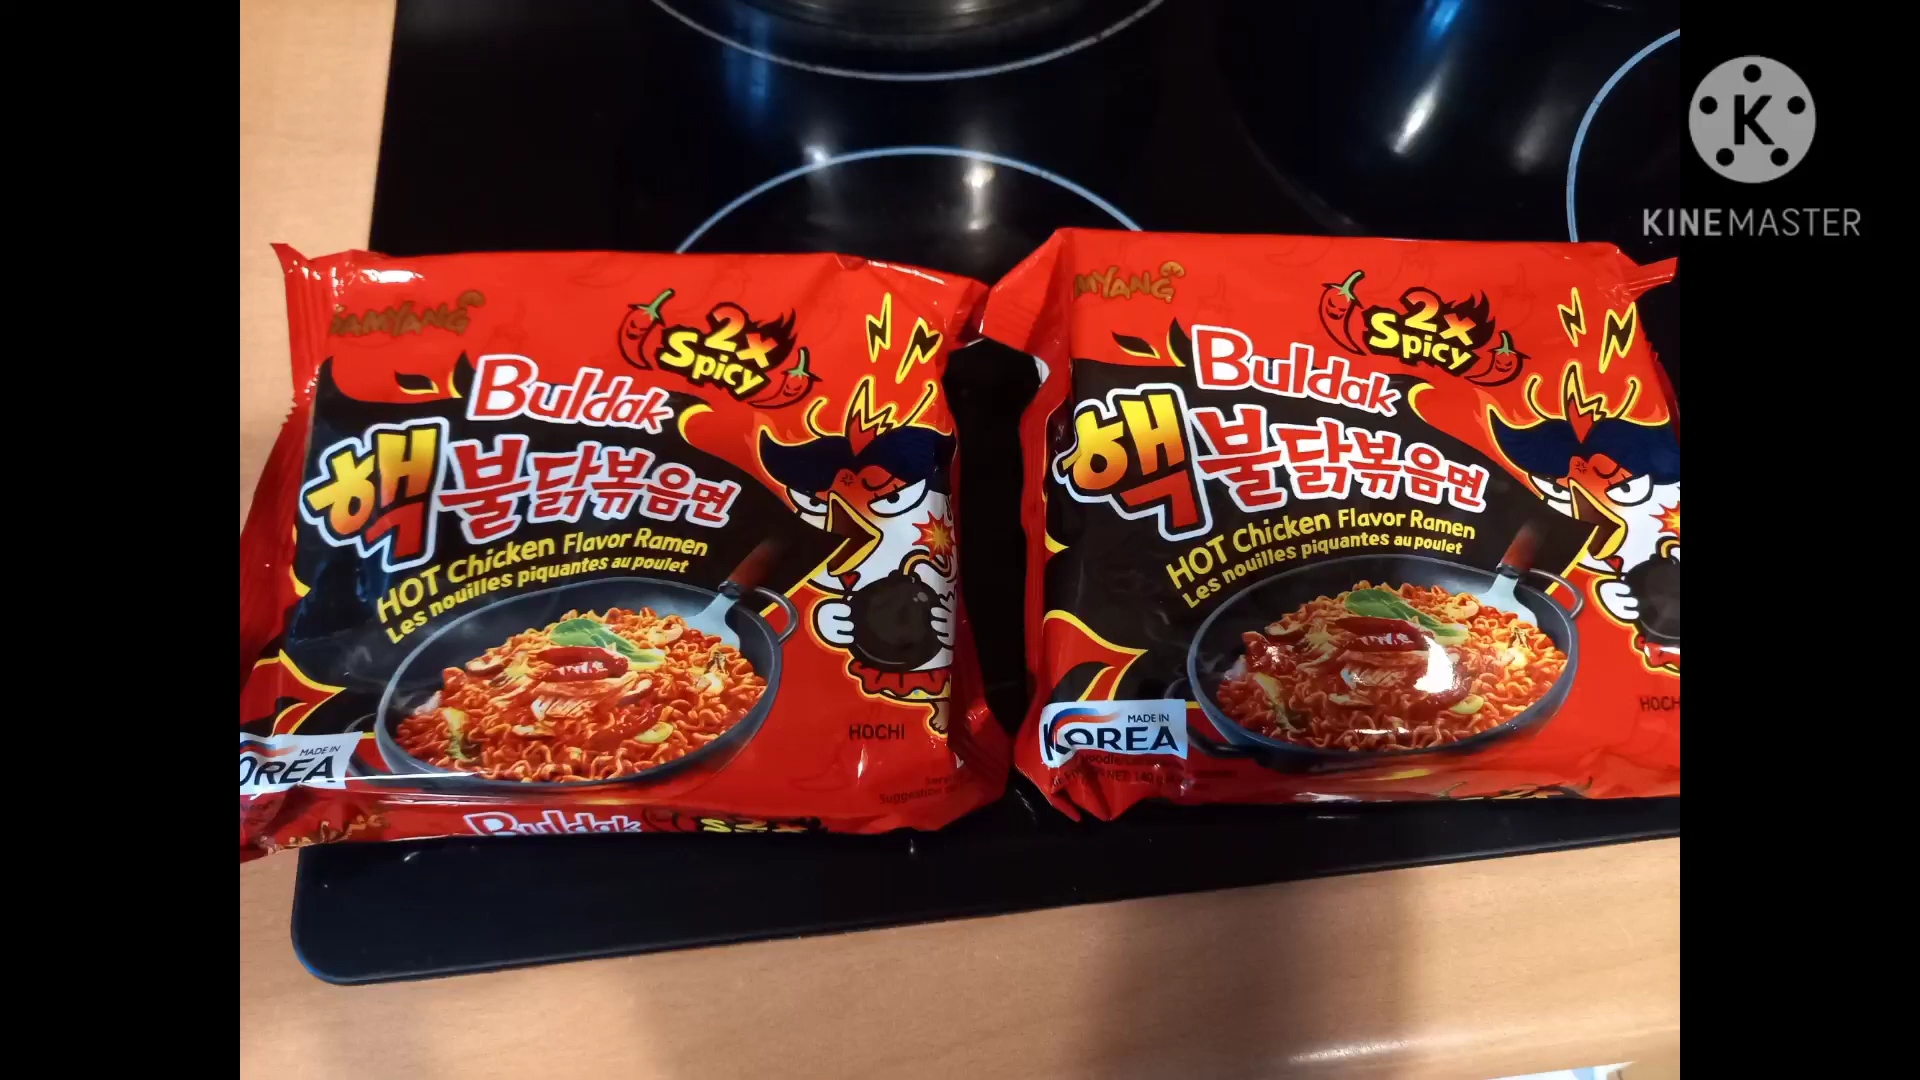 SAMYANG
2x
Spicy
Buldak
핵불닭볶음면
HOT Chicken Flavor Ramen
Les nouilles piquantes au poulet
HOCHI
MADE IN
OREA
Buldak
MYANG
2x
Spicy
Buldak
핵불닭볶음면
HOT Chicken Flavor Ramen
Les nouilles piquantes au poulet
HOCH
MADE IN
KOREA
K
KINEMASTER